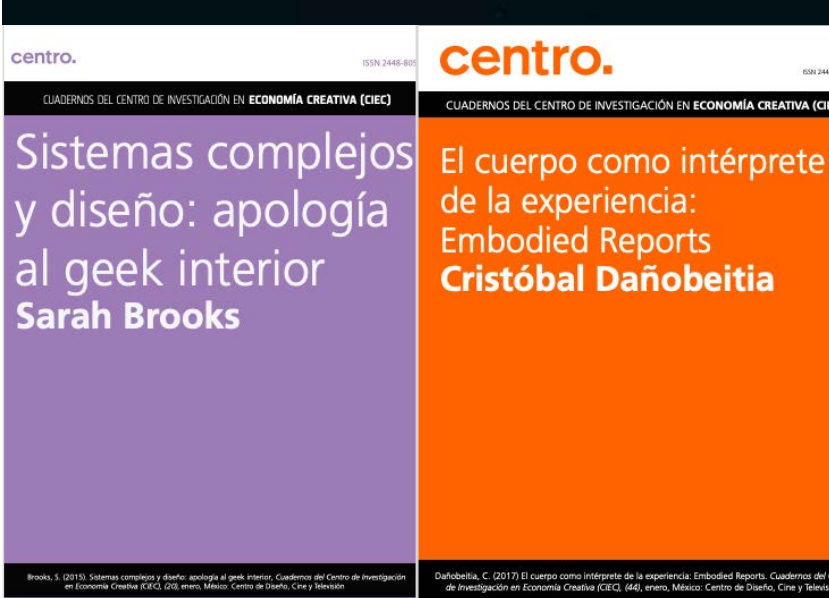 centro.
ISSN 2448-805
CUADERNOS DEL CENTRO DE INVESTIGACIÓN EN ECONOMÍA CREATIVA (CIEC)
Sistemas complejos
y diseño: apología
al geek interior
Sarah Brooks
Brooks, S. (2015). Sistemas complejos y diseño: apología al geek interior, Cuadernos del Centro de Investigación
en Economía Creativa (CIEC), (20), enero, México: Centro de Diseño, Cine y Televisión
centro.
ISSN 244
CUADERNOS DEL CENTRO DE INVESTIGACIÓN EN ECONOMÍA CREATIVA (CIE
El cuerpo como intérprete
de la experiencia:
Embodied Reports
Cristóbal Dañobeitia
Dañobeitia, C. (2017) El cuerpo como intérprete de la experiencia: Embodied Reports. Cuadernos del
de Investigación en Economía Creativa (CIEC), (44), enero, México: Centro de Diseño, Cine y Televis